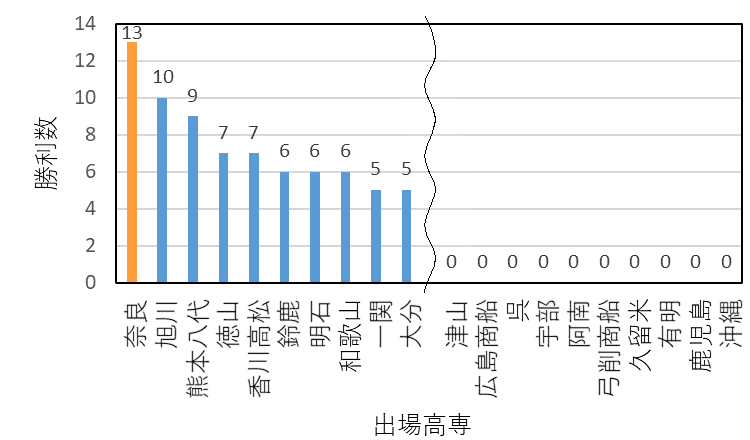 勝利数
14
12
10
8
6
4
2
0
13
10
9
7
7
6
6
6
5
5
0
0
0
0
0
0
0
0
0
0
奈良
旭川
熊本八代
徳山
香川高松
鈴鹿
明石
和歌山
一関
大分
津山
広島商船
呉
宇部
阿南
弓削商船
久留米
有明
鹿児島
沖縄
出場高専